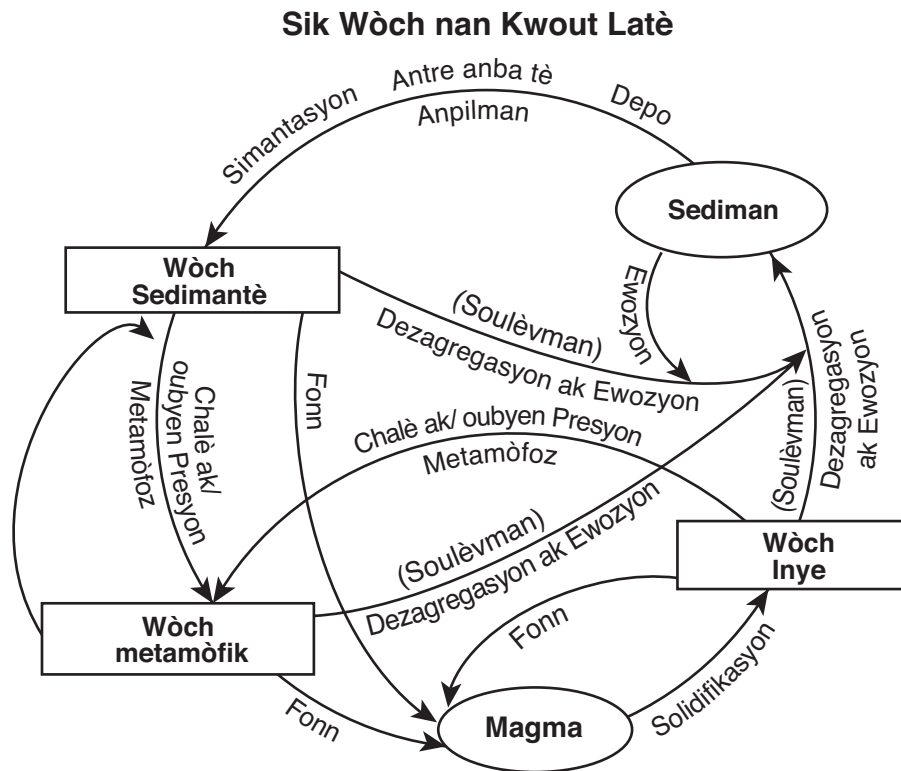 Sik Wòch nan Kwout Latè
Simantasyon
Antre anba tè
Anpilman
Depo
Sediman
Wòch
Sedimantè
Ewozyon
(Soulèvman)
Dezagregasyon ak Ewozyon
(Soulèvman)
Dezagregasyon
ak Ewozyon
Metamòfoz
Chalè ak/
oubyen Presyon
Fonn
Chalè ak/ oubyen Presyon
Metamòfoz
(Soulèvman)
Dezagregasyon ak Ewozyon
Wòch
Inye
Wòch
metamòfik
Fonn
Fonn
Magma
Solidifikasyon